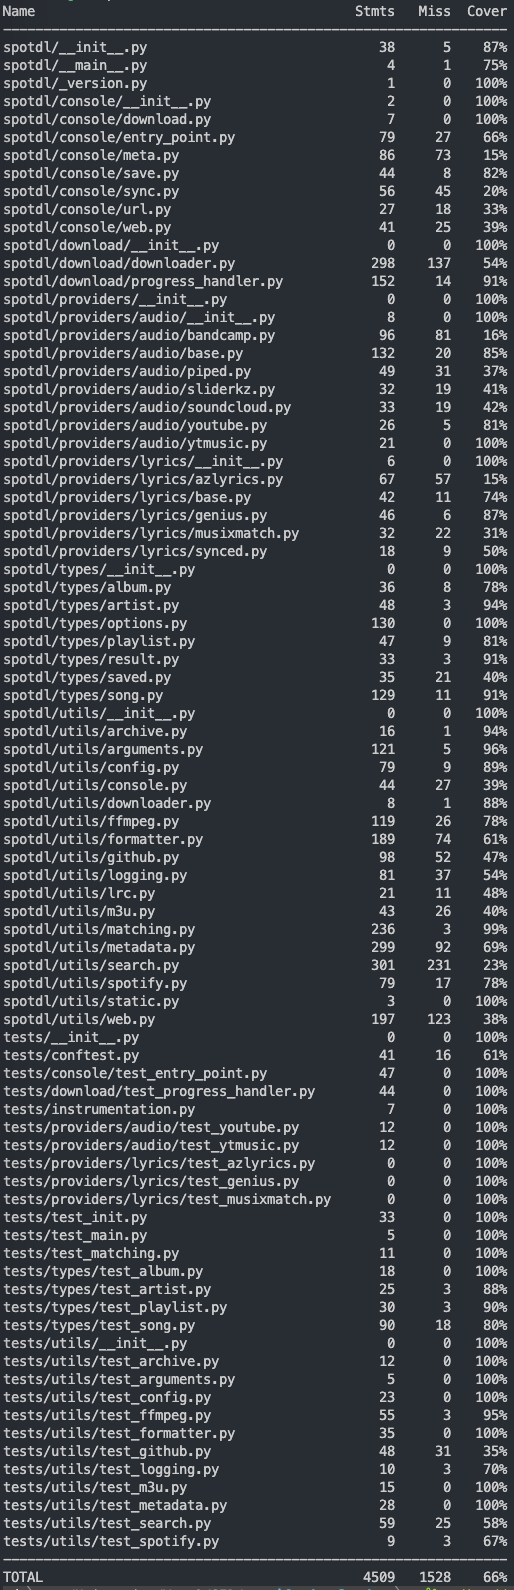 Name Stmts Miss Cover
spotdl/__init__.py 38 5 87%
spotdl/__main__.py 4 1 75%
spotdl/_version.py 1 0 100%
spotdl/console/__init__.py 2 0 100%
spotdl/console/download.py 7 0 100%
spotdl/console/entry_point.py 79 27 66%
spotdl/console/meta.py 86 73 15%
spotdl/console/save.py 44 8 82%
spotdl/console/sync.py 56 45 20%
spotdl/console/url.py 27 18 33%
spotdl/console/web.py 41 25 39%
spotdl/download/__init__.py 0 0 100%
spotdl/download/downloader.py 298 137 54%
spotdl/download/progress_handler.py 152 14 91%
spotdl/providers/__init__.py 0 0 100%
spotdl/providers/audio/__init__.py 8 0 100%
spotdl/providers/audio/bandcamp.py 96 81 16%
spotdl/providers/audio/base.py 132 20 85%
spotdl/providers/audio/piped.py 49 31 37%
spotdl/providers/audio/sliderkz.py 32 19 41%
spotdl/providers/audio/soundcloud.py 33 19 42%
spotdl/providers/audio/youtube.py 26 5 81%
spotdl/providers/audio/ytmusic.py 21 0 100%
spotdl/providers/lyrics/__init__.py 6 0 100%
spotdl/providers/lyrics/azlyrics.py 67 57 15%
spotdl/providers/lyrics/base.py 42 11 74%
spotdl/providers/lyrics/genius.py 46 6 87%
spotdl/providers/lyrics/musixmatch.py 32 22 31%
spotdl/providers/lyrics/synced.py 18 9 50%
spotdl/types/__init__.py 0 0 100%
spotdl/types/album.py 36 8 78%
spotdl/types/artist.py 48 3 94%
spotdl/types/options.py 130 0 100%
spotdl/types/playlist.py 47 9 81%
spotdl/types/result.py 33 3 91%
spotdl/types/saved.py 35 21 40%
spotdl/types/song.py 129 11 91%
spotdl/utils/__init__.py 0 0 100%
spotdl/utils/archive.py 16 1 94%
spotdl/utils/arguments.py 121 5 96%
spotdl/utils/config.py 79 9 89%
spotdl/utils/console.py 44 27 39%
spotdl/utils/downloader.py 8 1 88%
spotdl/utils/ffmpeg.py 119 26 78%
spotdl/utils/formatter.py 189 74 61%
spotdl/utils/github.py 98 52 47%
spotdl/utils/logging.py 81 37 54%
spotdl/utils/lrc.py 21 11 48%
spotdl/utils/m3u.py 43 26 40%
spotdl/utils/matching.py 236 3 99%
spotdl/utils/metadata.py 299 92 69%
spotdl/utils/search.py 301 231 23%
spotdl/utils/spotify.py 79 17 78%
spotdl/utils/static.py 3 0 100%
spotdl/utils/web.py 197 123 38%
tests/__init__.py 0 0 100%
tests/conftest.py 41 16 61%
tests/console/test_entry_point.py 47 0 100%
tests/download/test_progress_handler.py 44 0 100%
tests/instrumentation.py 7 0 100%
tests/providers/audio/test_youtube.py 12 0 100%
tests/providers/audio/test_ytmusic.py 12 0 100%
tests/providers/lyrics/test_azlyrics.py 0 0 100%
tests/providers/lyrics/test_genius.py 0 0 100%
tests/providers/lyrics/test_musixmatch.py 0 0 100%
tests/test_init.py 33 0 100%
tests/test_main.py 5 0 100%
tests/test_matching.py 11 0 100%
tests/types/test_album.py 18 0 100%
tests/types/test_artist.py 25 3 88%
tests/types/test_playlist.py 30 3 90%
tests/types/test_song.py 90 18 80%
tests/utils/__init__.py 0 0 100%
tests/utils/test_archive.py 12 0 100%
tests/utils/test_arguments.py 5 0 100%
tests/utils/test_config.py 23 0 100%
tests/utils/test_ffmpeg.py 55 3 95%
tests/utils/test_formatter.py 35 0 100%
tests/utils/test_github.py 48 31 35%
tests/utils/test_logging.py 10 3 70%
tests/utils/test_m3u.py 15 0 100%
tests/utils/test_metadata.py 28 0 100%
tests/utils/test_search.py 59 25 58%
tests/utils/test_spotify.py 9 3 67%
TOTAL 4509 1528 66%